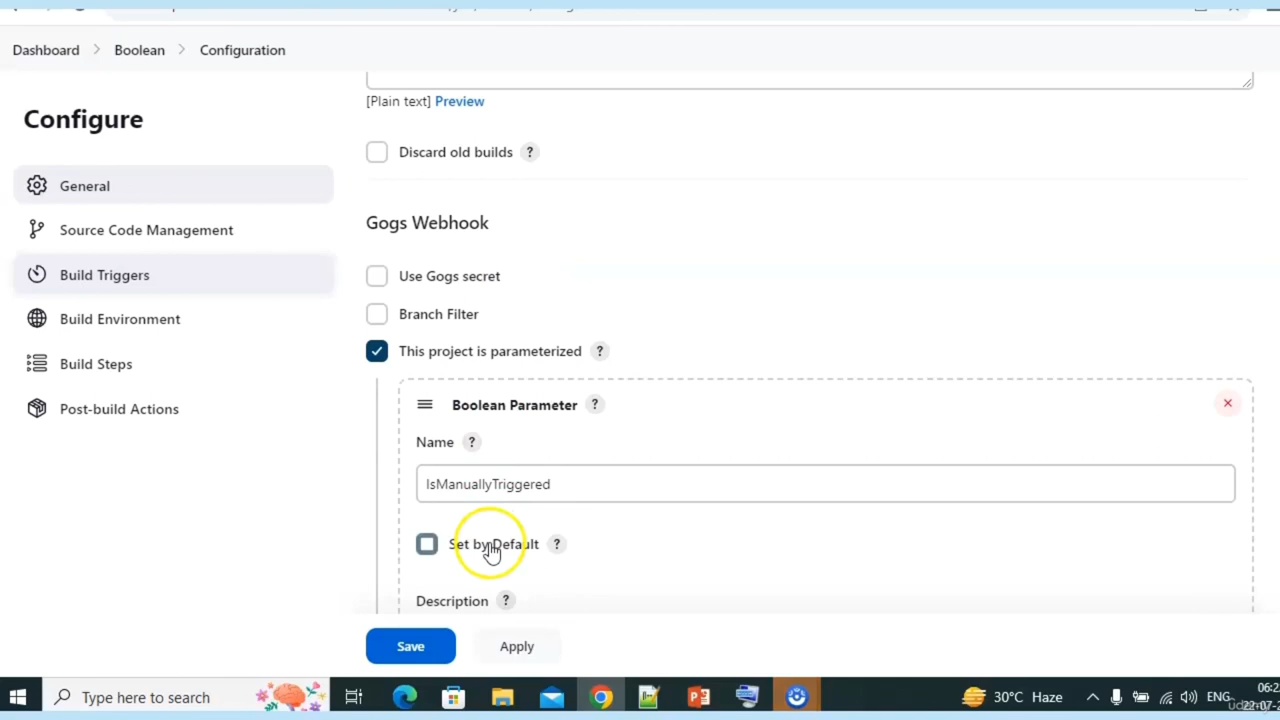 Dashboard > Boolean > Configuration
Configure
General
Source Code Management
Build Triggers
Build Environment
Build Steps
Post-build Actions
[Plain text] Preview
Discard old builds ?
Gogs Webhook
Use Gogs secret
Branch Filter
This project is parameterized ?
Boolean Parameter ?
Name ?
IsManuallyTriggered
Set by Default ?
Description ?
Save
Apply
Type here to search
30°C Haze
ENG